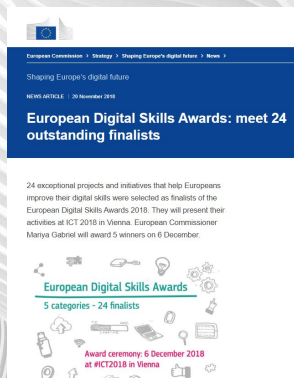 European Commission > Strategy > Shaping Europe's digital future > News >
Shaping Europe's digital future
NEWS ARTICLE | 20 November 2018
European Digital Skills Awards: meet 24
outstanding finalists
24 exceptional projects and initiatives that help Europeans
improve their digital skills were selected as finalists of the
European Digital Skills Awards 2018. They will present their
activities at ICT 2018 in Vienna. European Commissioner
Mariya Gabriel will award 5 winners on 6 December.
European Digital Skills Awards
5 categories - 24 finalists
Award ceremony: 6 December 2018
at #ICT2018 in Vienna